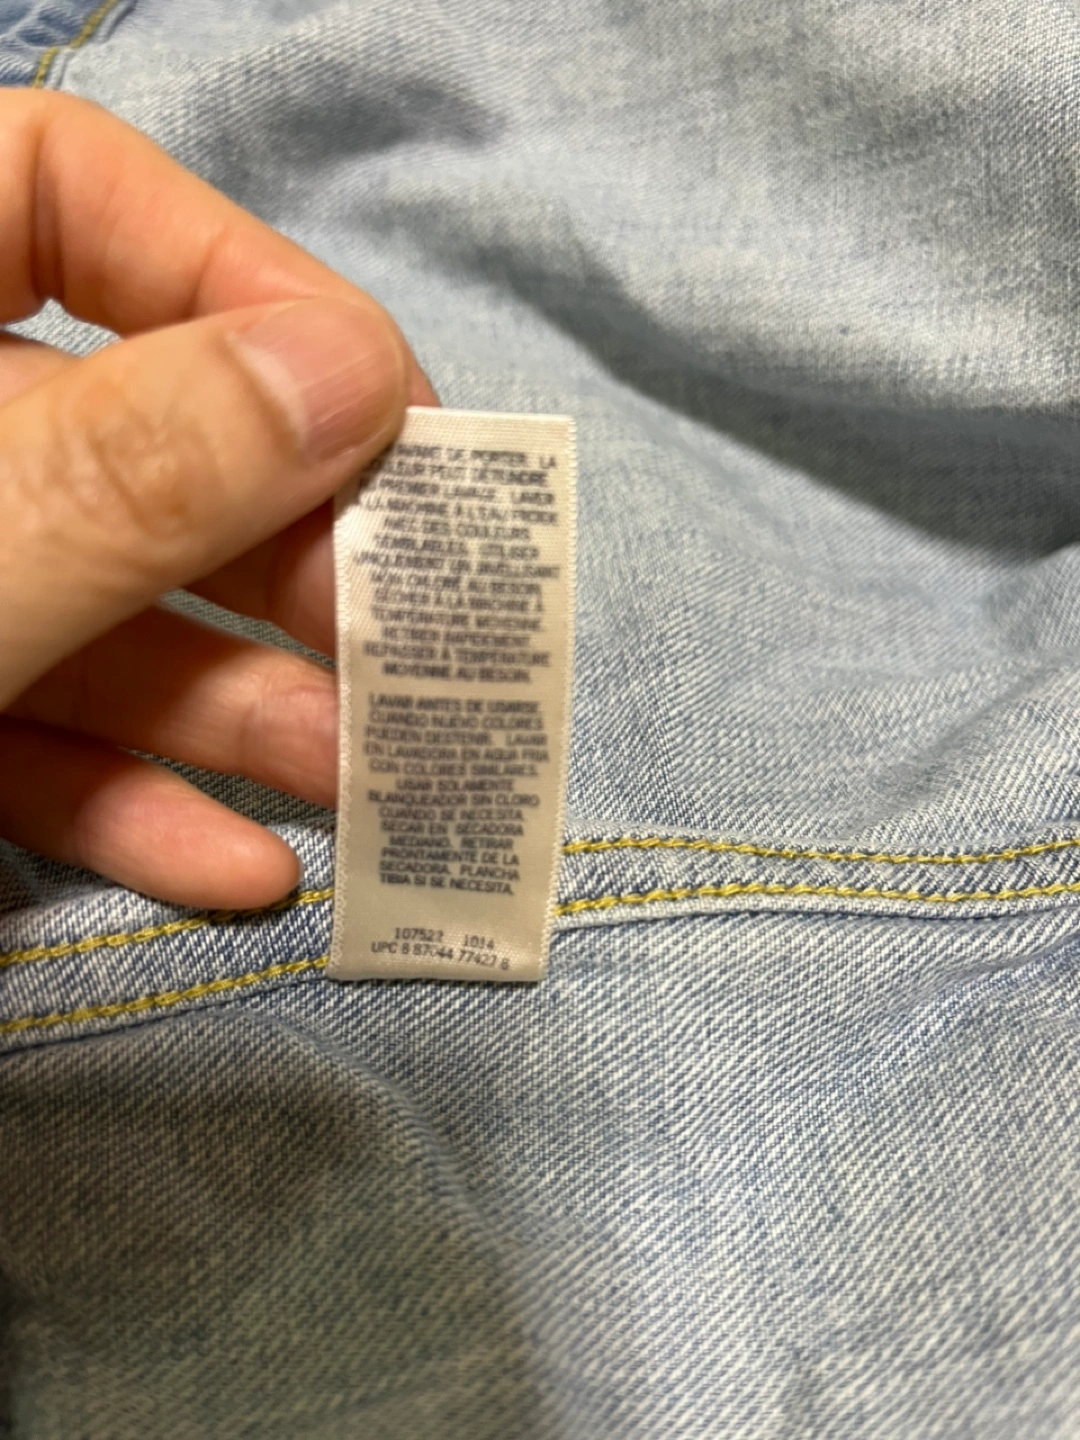 AVANT DE PORTER. LA
COULEUR PEUT DÉTEINDRE
PREMIER LAVAGE. LAVER
LA MACHINE À L'EAU FROIDE
AVEC DES COULEURS
SEMBLABLES. UTILISER
UNIQUEMENT UN JAVELLISANT
NON CHLORÉ AU BESOIN.
SÉCHER À LA MACHINE À
TEMPÉRATURE MOYENNE.
RETIRER RAPIDEMENT.
REPASSER À TEMPÉRATURE
MOYENNE AU BESOIN.
LAVAR ANTES DE USARSE.
CUANDO NUEVO COLORES
PUEDEN DESTEÑIR. LAVAR
EN LAVADORA EN AGUA FRIA
CON COLORES SIMILARES.
USAR SOLAMENTE
BLANQUEADOR SIN CLORO
CUANDO SE NECESITA.
SECAR EN SECADORA
MEDIANO. RETIRAR
PRONTAMENTE DE LA
SECADORA. PLANCHA
TIBIA SI SE NECESITA.
107522 1014
UPC 8 87044 77427 6